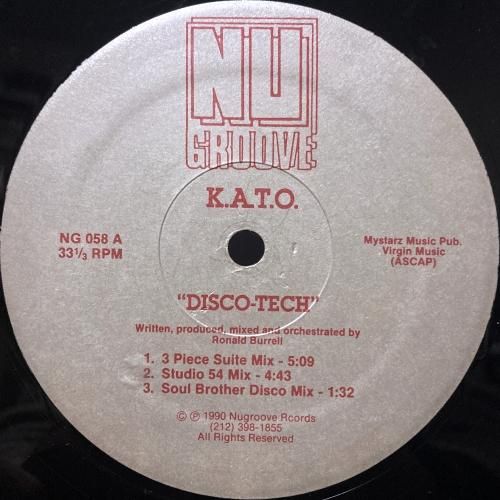 NU
GROOVE
K.A.T.O.
NG 058 A
33⅓ RPM
Mystarz Music Pub.
Virgin Music
(ASCAP)
"DISCO-TECH"
Written, produced, mixed and orchestrated by
Ronald Burrell
1. 3 Piece Suite Mix - 5:09
2. Studio 54 Mix - 4:43
3. Soul Brother Disco Mix - 1:32
© ℗ 1990 Nugroove Rcords
(212) 398-1855
All Rights Reserved